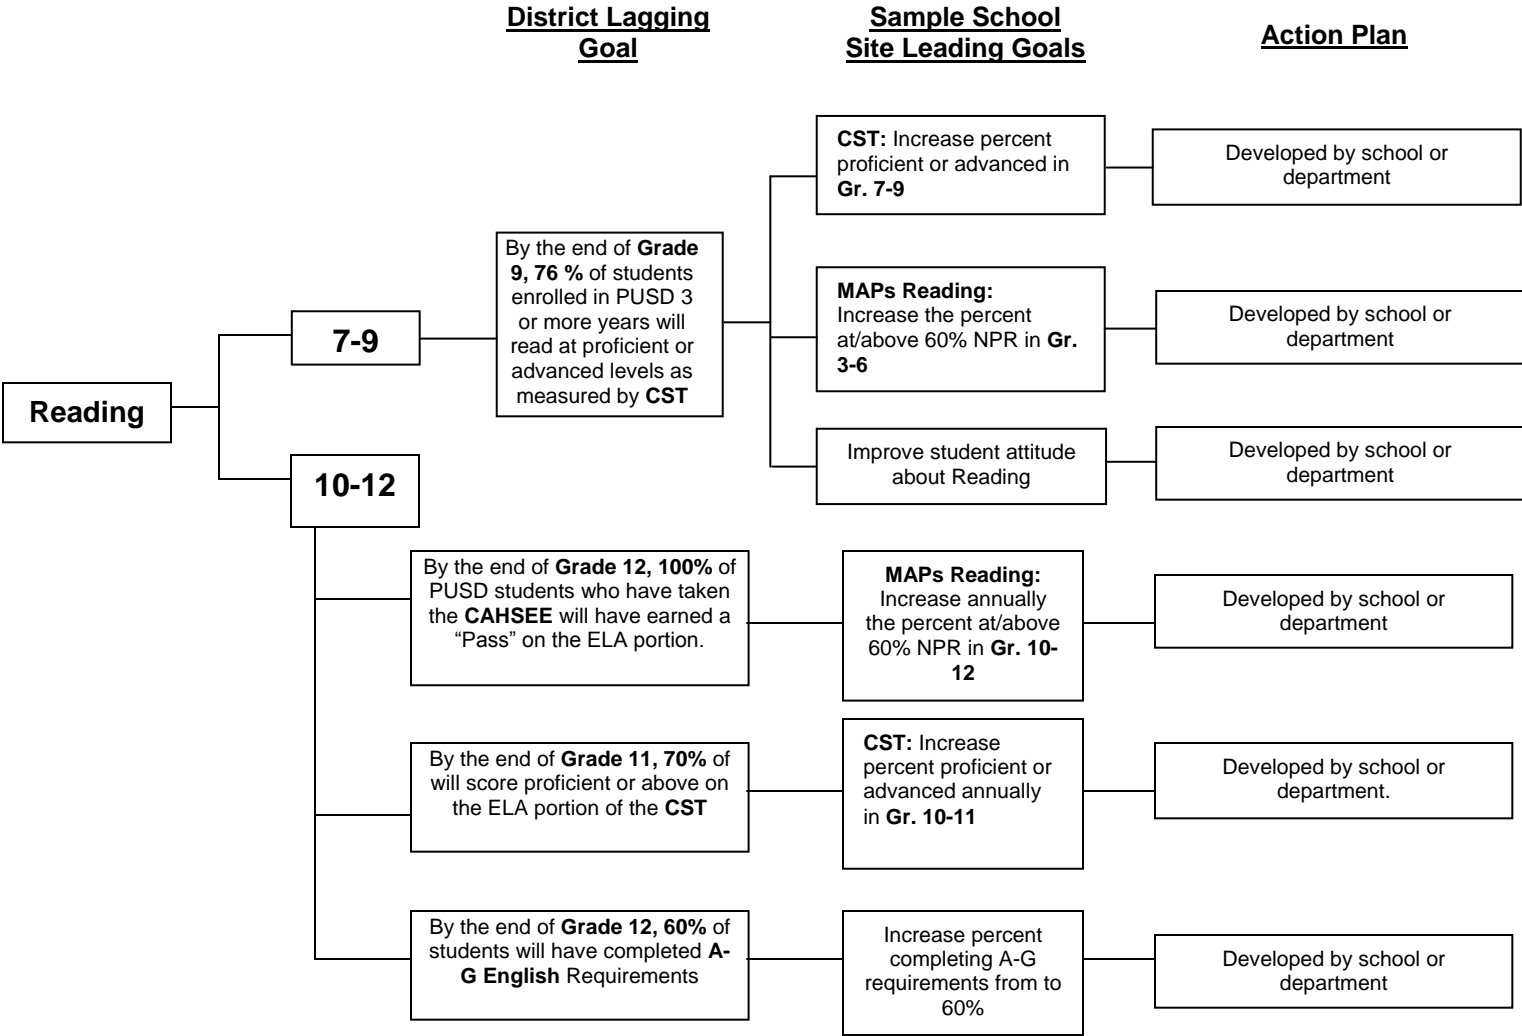 District Lagging
Goal
Sample School
Site Leading Goals
Action Plan
Reading
7-9
By the end of Grade
9, 76 % of students
enrolled in PUSD 3
or more years will
read at proficient or
advanced levels as
measured by CST
CST: Increase percent
proficient or advanced in
Gr. 7-9
Developed by school or
department
MAPs Reading:
Increase the percent
at/above 60% NPR in Gr.
3-6
Developed by school or
department
Improve student attitude
about Reading
Developed by school or
department
10-12
By the end of Grade 12, 100% of
PUSD students who have taken
the CAHSEE will have earned a
“Pass” on the ELA portion.
MAPs Reading:
Increase annually
the percent at/above
60% NPR in Gr. 10-
12
Developed by school or
department
By the end of Grade 11, 70% of
will score proficient or above on
the ELA portion of the CST
CST: Increase
percent proficient or
advanced annually
in Gr. 10-11
Developed by school or
department.
By the end of Grade 12, 60% of
students will have completed A-
G English Requirements
Increase percent
completing A-G
requirements from to
60%
Developed by school or
department